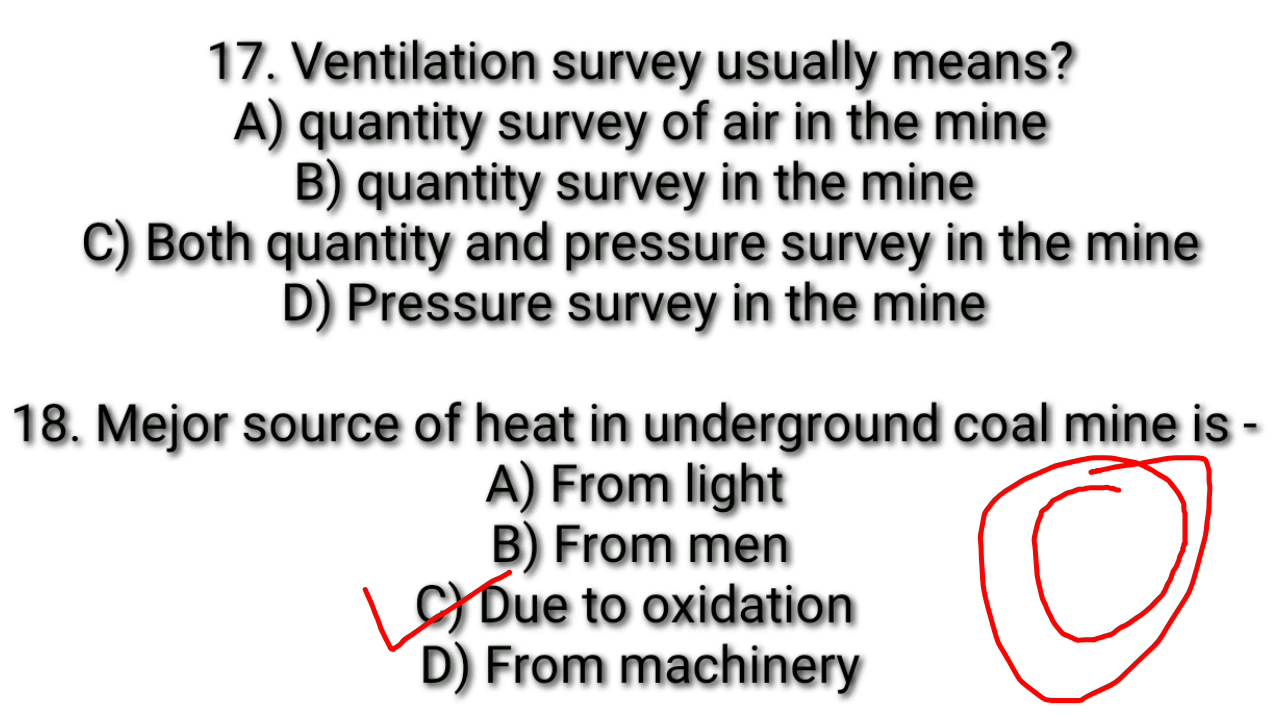 17. Ventilation survey usually means?
A) quantity survey of air in the mine
B) quantity survey in the mine
C) Both quantity and pressure survey in the mine
D) Pressure survey in the mine
18. Mejor source of heat in underground coal mine is -
A) From light
B) From men
C) Due to oxidation
D) From machinery